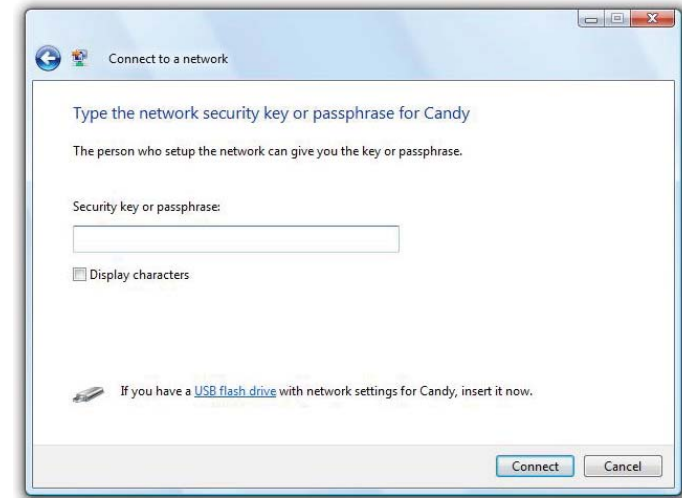 Connect to a network
Type the network security key or passphrase for Candy
The person who setup the network can give you the key or passphrase.
Security key or passphrase:
Display characters
If you have a USB flash drive with network settings for Candy, insert it now.
Connect
Cancel